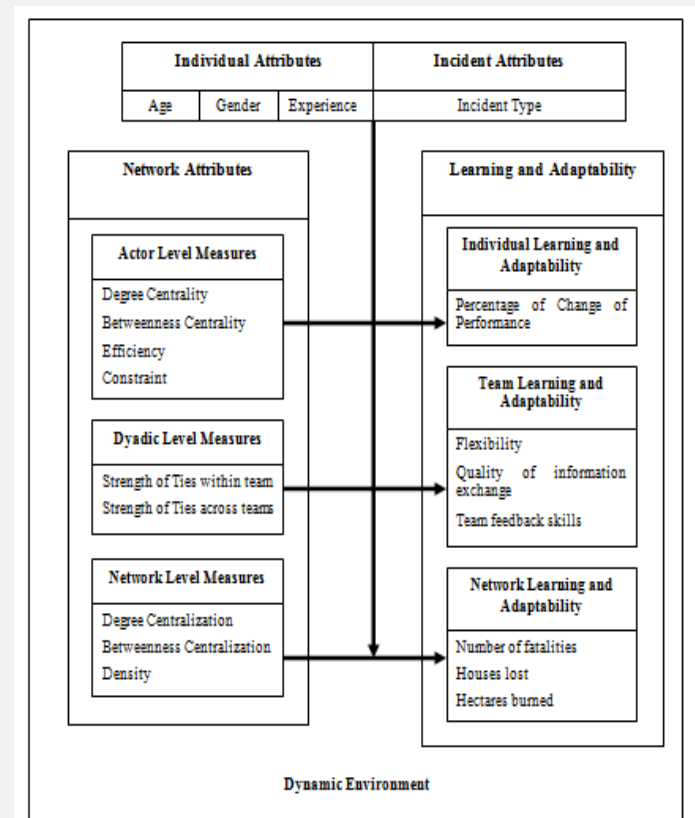 Individual Attributes
Incident Attributes
Age
Gender
Experience
Incident Type
Network Attributes
Actor Level Measures
Degree Centrality
Betweenness Centrality
Efficiency
Constraint
Dyadic Level Measures
Strength of Ties within team
Strength of Ties across teams
Network Level Measures
Degree Centralization
Betweenness Centralization
Density
Learning and Adaptability
Individual Learning and
Adaptability
Percentage of Change of
Performance
Team Learning and
Adaptability
Flexibility
Quality of information
exchange
Team feedback skills
Network Learning and
Adaptability
Number of fatalities
Houses lost
Hectares burned
Dynamic Environment